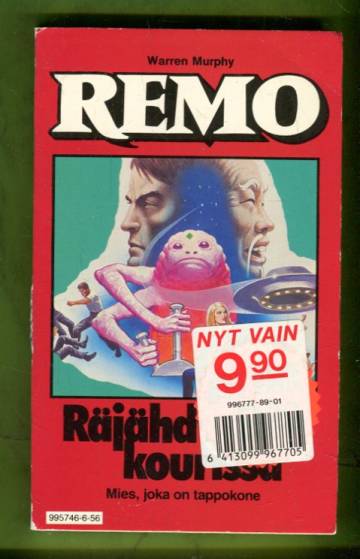 Warren Murphy
REMO
NYT VAIN
9 90
996777-89-01
6 413099 967705
Räjähd
kourissa
Mies, joka on tappokone
995746-6-56